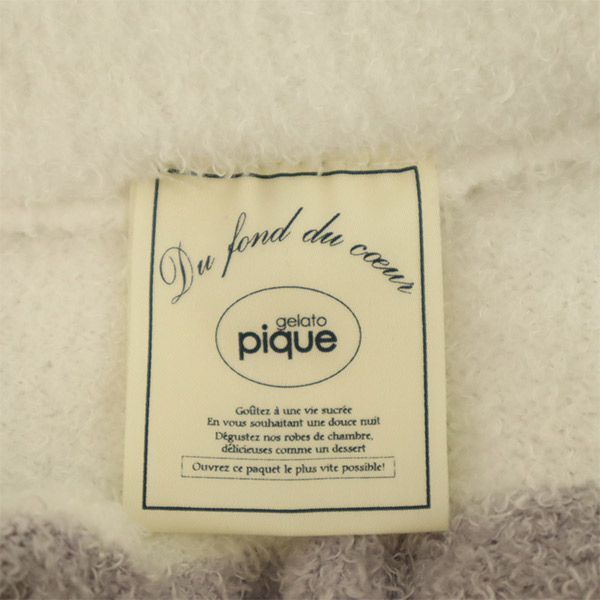 Du fond du cœur
gelato
pique
Goûtez à une vie sucrée
En vous souhaitant une douce nuit
Dégustez nos robes de chambre,
délicieuses comme un dessert
Ouvrez ce paquet le plus vite possible!